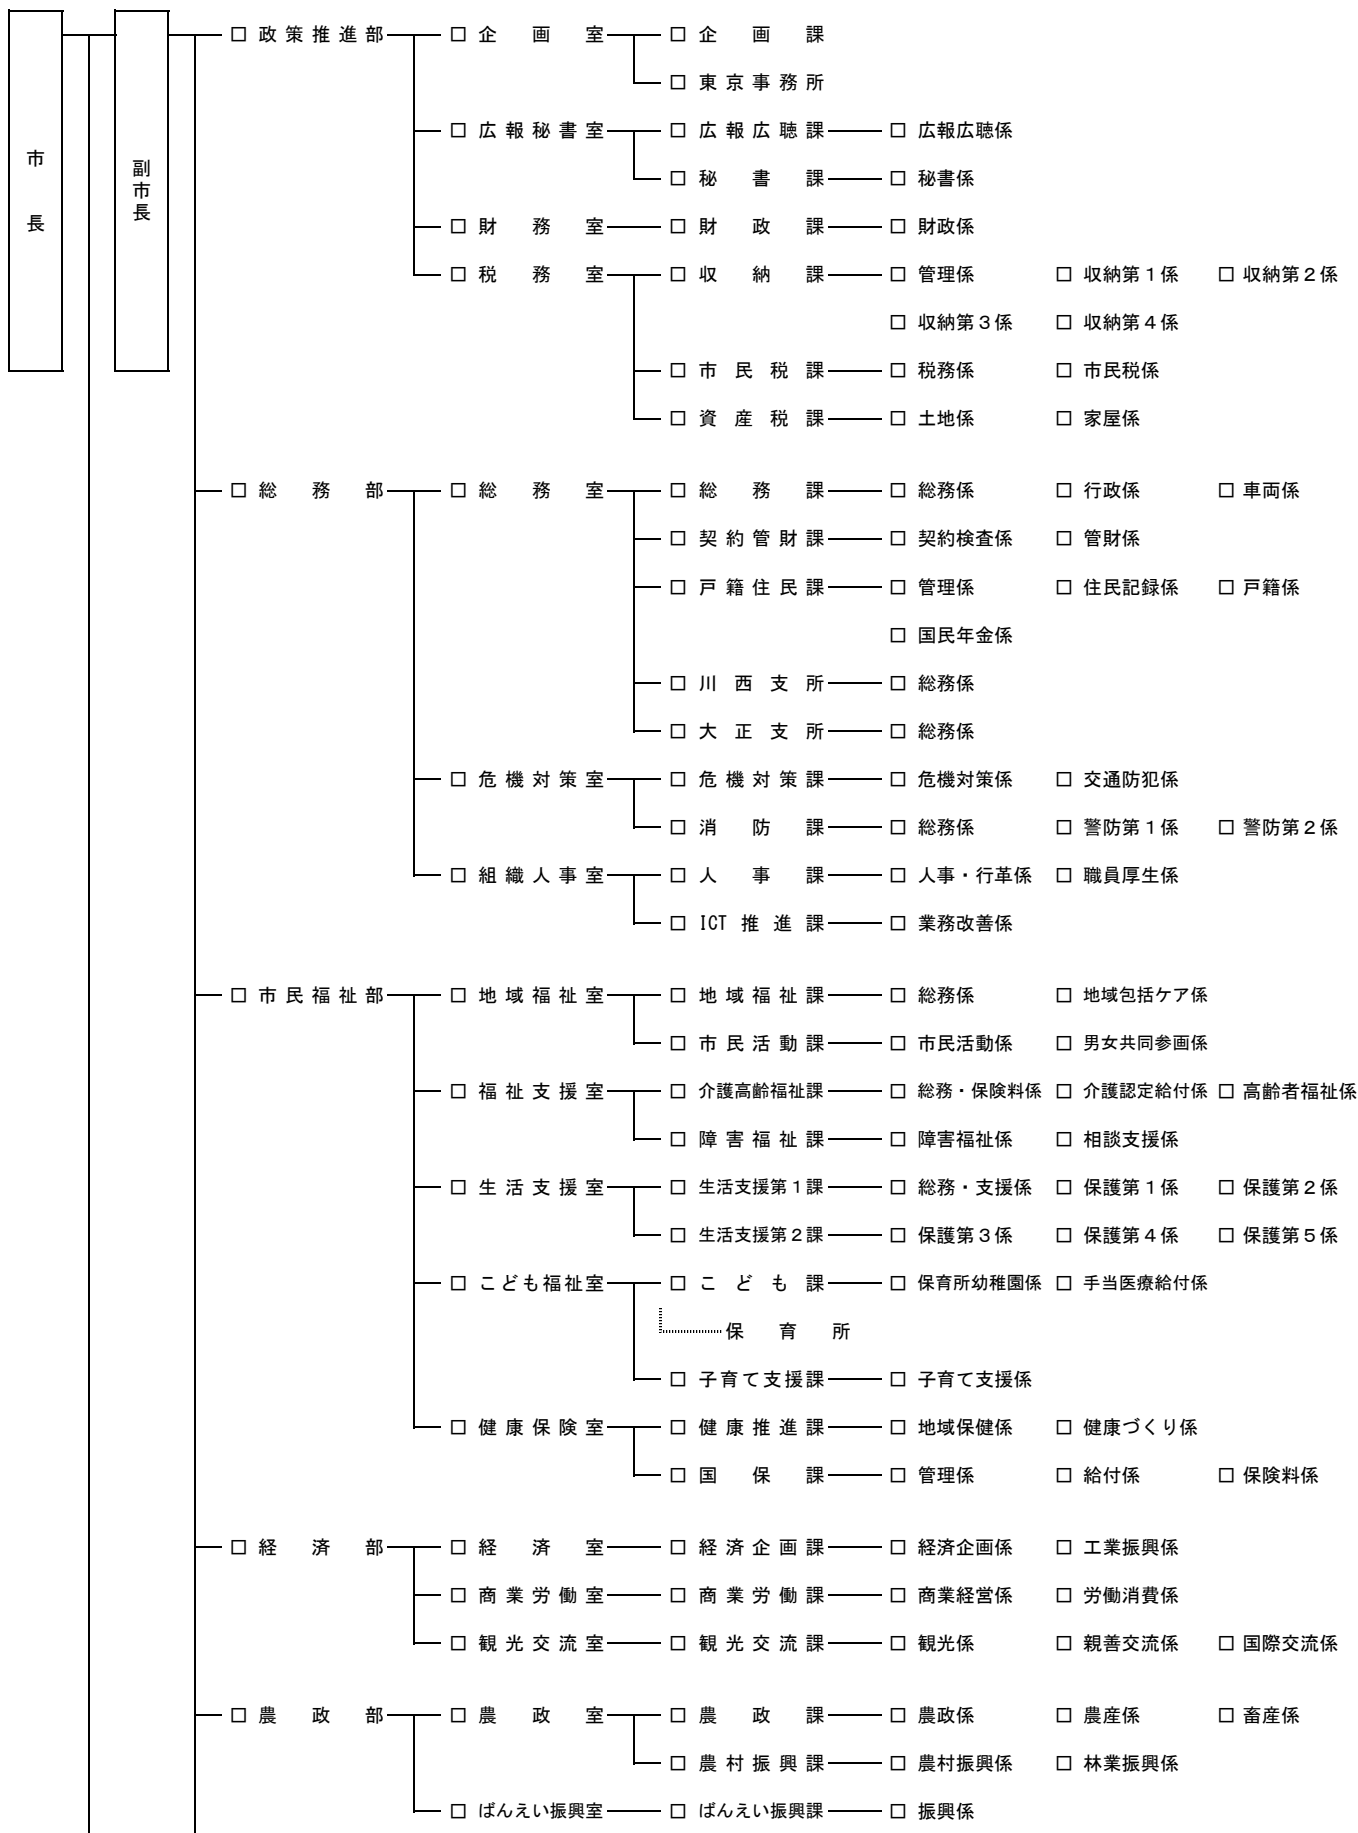 市長
副市長
□ 政策推進部 □ 企画室 □ 企画課
□ 東京事務所
□ 広報秘書室 □ 広報広聴課 □ 広報広聴係
□ 秘書課 □ 秘書係
□ 財務室 □ 財政課 □ 財政係
□ 税務室 □ 収納課 □ 管理係 □ 収納第1係 □ 収納第2係
□ 収納第3係 □ 収納第4係
□ 市民税課 □ 税務係 □ 市民税係
□ 資産税課 □ 土地係 □ 家屋係
□ 総務部 □ 総務室 □ 総務課 □ 総務係 □ 行政係 □ 車両係
□ 契約管財課 □ 契約検査係 □ 管財係
□ 戸籍住民課 □ 管理係 □ 住民記録係 □ 戸籍係
□ 国民年金係
□ 川西支所 □ 総務係
□ 大正支所 □ 総務係
□ 危機対策室 □ 危機対策課 □ 危機対策係 □ 交通防犯係
□ 消防課 □ 総務係 □ 警防第1係 □ 警防第2係
□ 組織人事室 □ 人事課 □ 人事・行革係 □ 職員厚生係
□ ICT推進課 □ 業務改善係
□ 市民福祉部 □ 地域福祉室 □ 地域福祉課 □ 総務係 □ 地域包括ケア係
□ 市民活動課 □ 市民活動係 □ 男女共同参画係
□ 福祉支援室 □ 介護高齢福祉課 □ 総務・保険料係 □ 介護認定給付係 □ 高齢者福祉係
□ 障害福祉課 □ 障害福祉係 □ 相談支援係
□ 生活支援室 □ 生活支援第1課 □ 総務・支援係 □ 保護第1係 □ 保護第2係
□ 生活支援第2課 □ 保護第3係 □ 保護第4係 □ 保護第5係
□ こども福祉室 □ こども課 □ 保育所幼稚園係 □ 手当医療給付係
保育所
□ 子育て支援課 □ 子育て支援係
□ 健康保険室 □ 健康推進課 □ 地域保健係 □ 健康づくり係
□ 国保課 □ 管理係 □ 給付係 □ 保険料係
□ 経済部 □ 経済室 □ 経済企画課 □ 経済企画係 □ 工業振興係
□ 商業労働室 □ 商業労働課 □ 商業経営係 □ 労働消費係
□ 観光交流室 □ 観光交流課 □ 観光係 □ 親善交流係 □ 国際交流係
□ 農政部 □ 農政室 □ 農政課 □ 農政係 □ 農産係 □ 畜産係
□ 農村振興課 □ 農村振興係 □ 林業振興係
□ ばんえい振興室 □ ばんえい振興課 □ 振興係